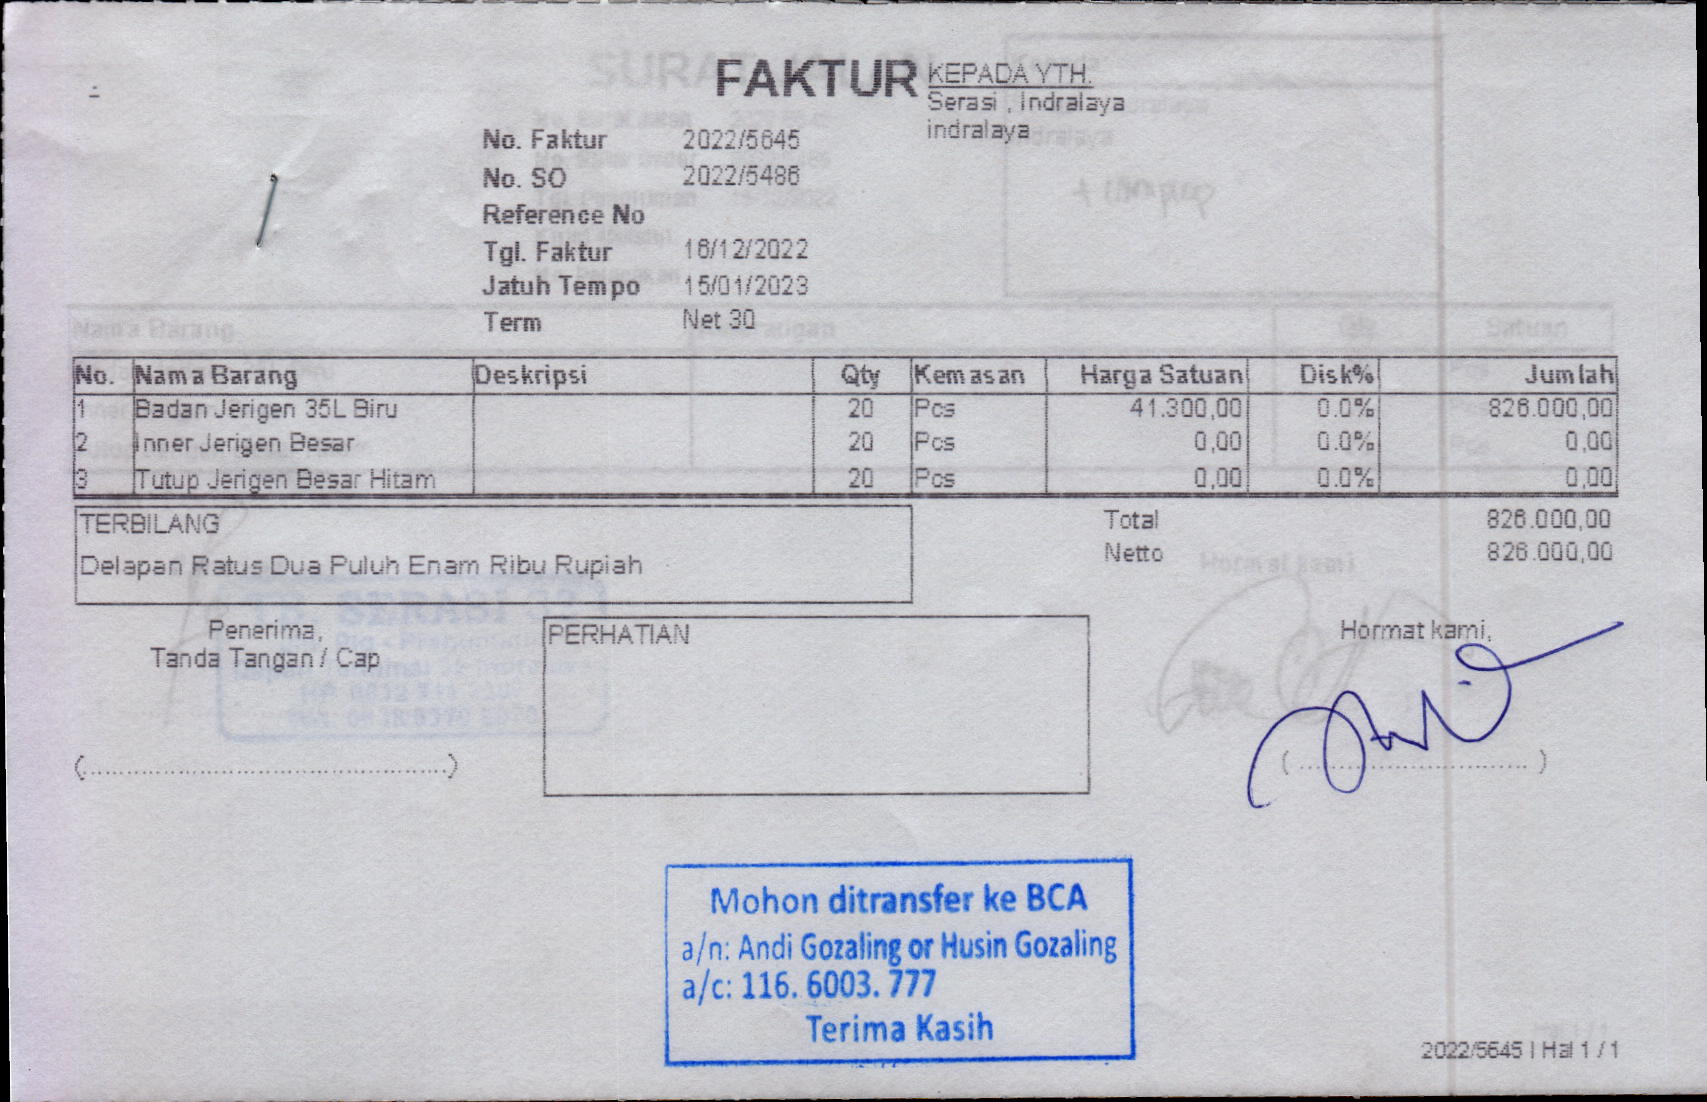 FAKTUR
KEPADA YTH.
Serasi , Indralaya
indralaya
No. Faktur 2022/5645
No. SO 2022/5486
Reference No
Tgl. Faktur 16/12/2022
Jatuh Tempo 15/01/2023
Term Net 30
No. Nama Barang Deskripsi Qty Kemasan Harga Satuan Disk% Jumlah
1 Badan Jerigen 35L Biru 20 Pcs 41.300,00 0.0% 826.000,00
2 Inner Jerigen Besar 20 Pcs 0,00 0.0% 0,00
3 Tutup Jerigen Besar Hitam 20 Pcs 0,00 0.0% 0,00
TERBILANG
Delapan Ratus Dua Puluh Enam Ribu Rupiah
Total 826.000,00
Netto 826.000,00
Penerima,
Tanda Tangan / Cap
PERHATIAN
Hormat kami,
Mohon ditransfer ke BCA
a/n: Andi Gozaling or Husin Gozaling
a/c: 116. 6003. 777
Terima Kasih
2022/5645 | Hal 1 / 1